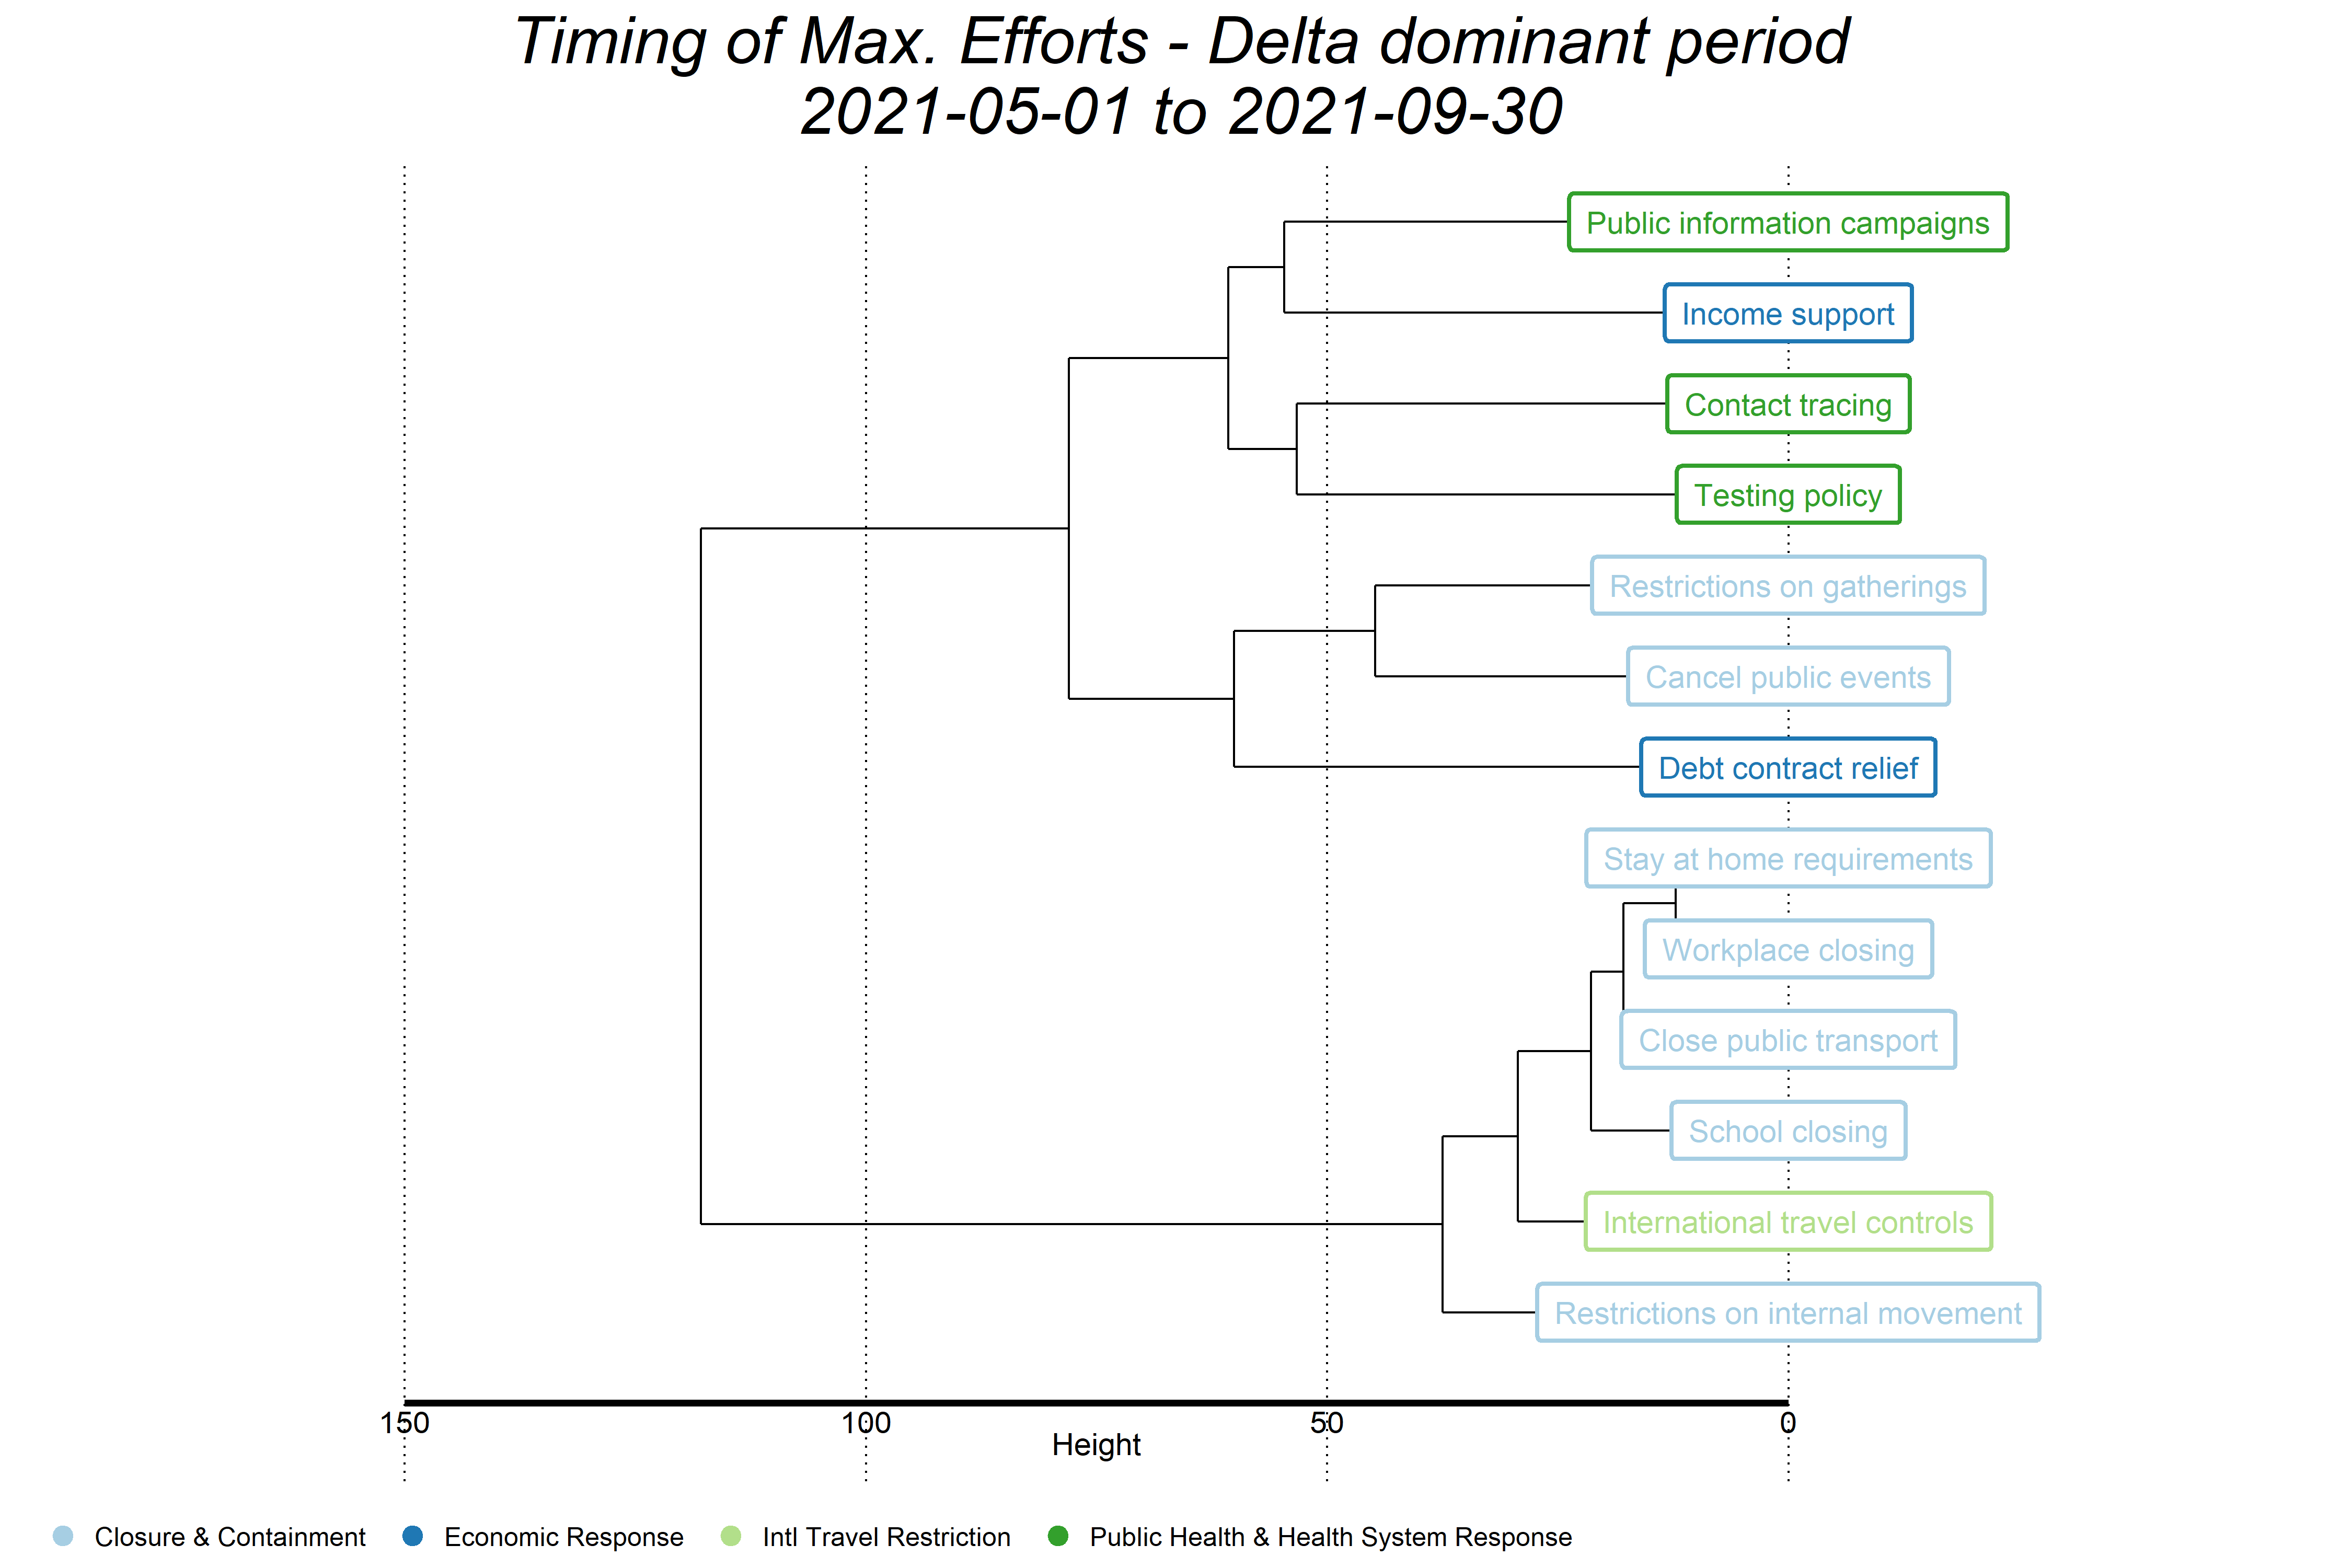 Timing of Max. Efforts - Delta dominant period
2021-05-01 to 2021-09-30
Public information campaigns
Income support
Contact tracing
Testing policy
Restrictions on gatherings
Cancel public events
Debt contract relief
Stay at home requirements
Workplace closing
Close public transport
School closing
International travel controls
Restrictions on internal movement
150 100 50 0
Height
Closure & Containment Economic Response Intl Travel Restriction Public Health & Health System Response